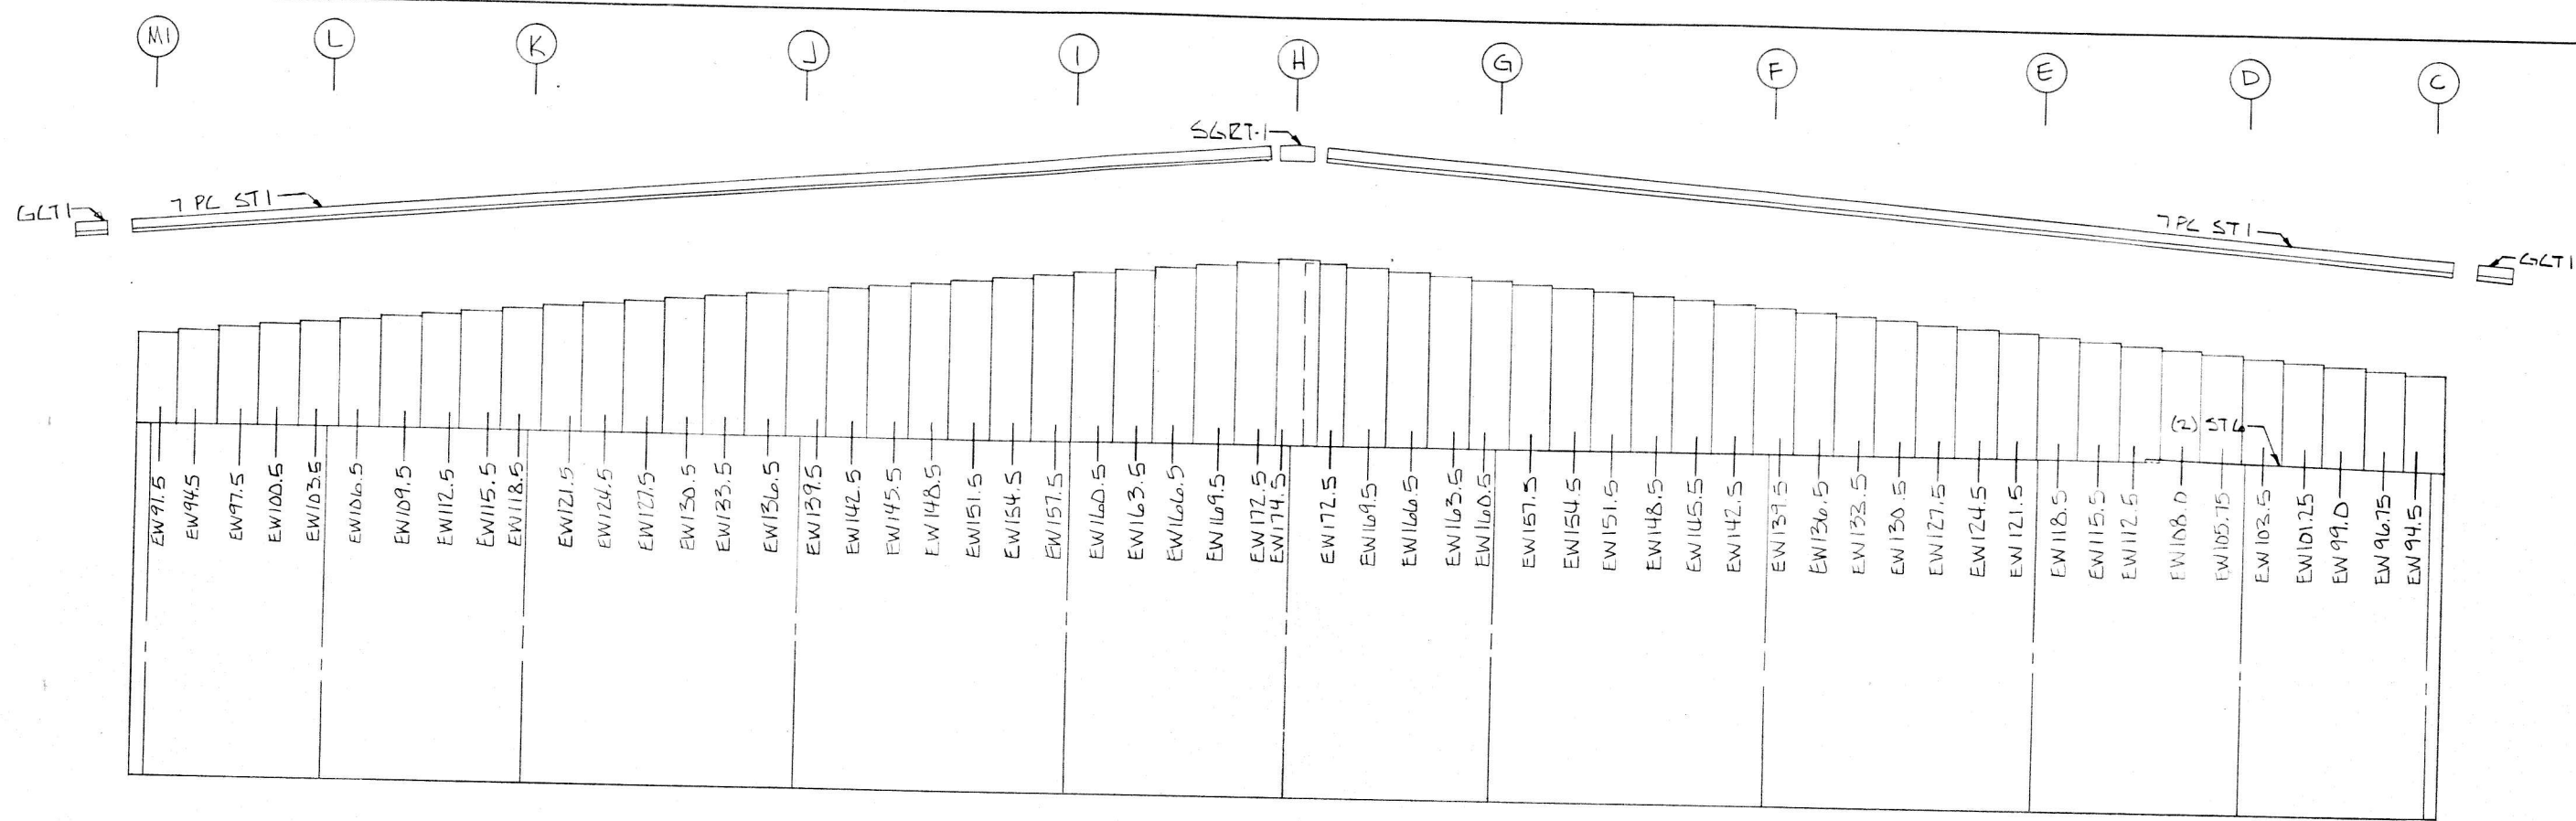 M1
L
K
J
I
H
G
F
E
D
C
SGRT-1
GCT1
7 PC ST1
7 PC ST1
GCT1
(2) ST6
EW91.5
EW94.5
EW97.5
EW100.5
EW103.5
EW106.5
EW109.5
EW112.5
EW115.5
EW118.5
EW121.5
EW124.5
EW127.5
EW130.5
EW133.5
EW136.5
EW139.5
EW142.5
EW145.5
EW148.5
EW151.5
EW154.5
EW157.5
EW160.5
EW163.5
EW166.5
EW169.5
EW172.5
EW174.5
EW172.5
EW169.5
EW166.5
EW163.5
EW160.5
EW157.5
EW154.5
EW151.5
EW148.5
EW145.5
EW142.5
EW139.5
EW136.5
EW133.5
EW130.5
EW127.5
EW124.5
EW121.5
EW118.5
EW115.5
EW112.5
EW108.0
EW105.75
EW103.5
EW101.25
EW99.0
EW96.75
EW94.5